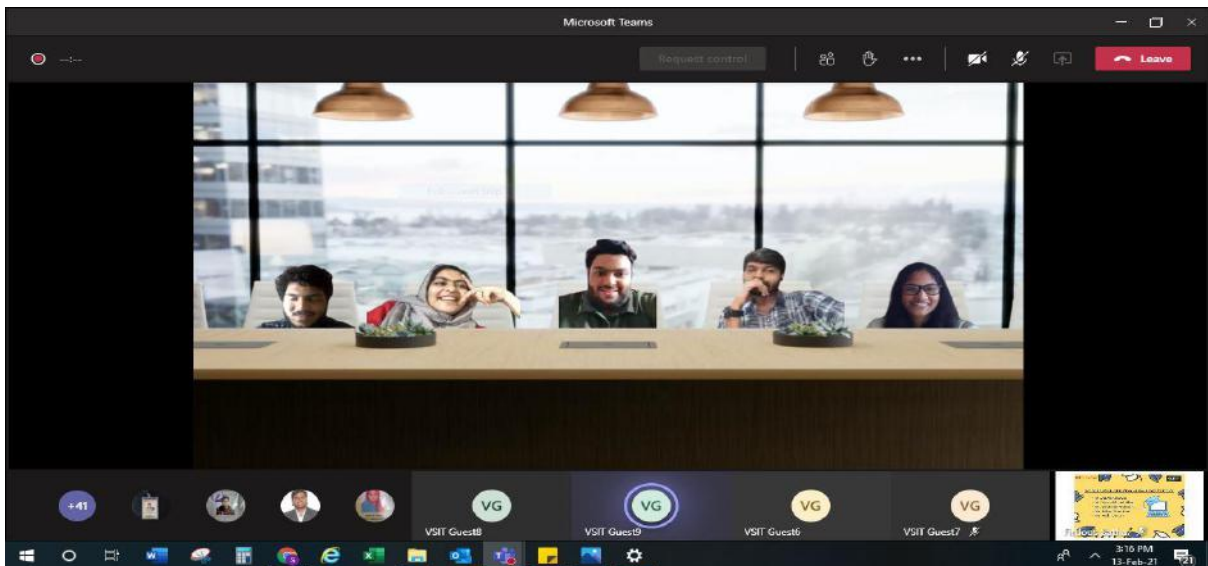 Microsoft Teams
--:--
Request control
Leave
+41
VG
VSIT Guest8
VG
VSIT Guest9
VG
VSIT Guest6
VG
VSIT Guest7
3:16 PM
13-Feb-21
21